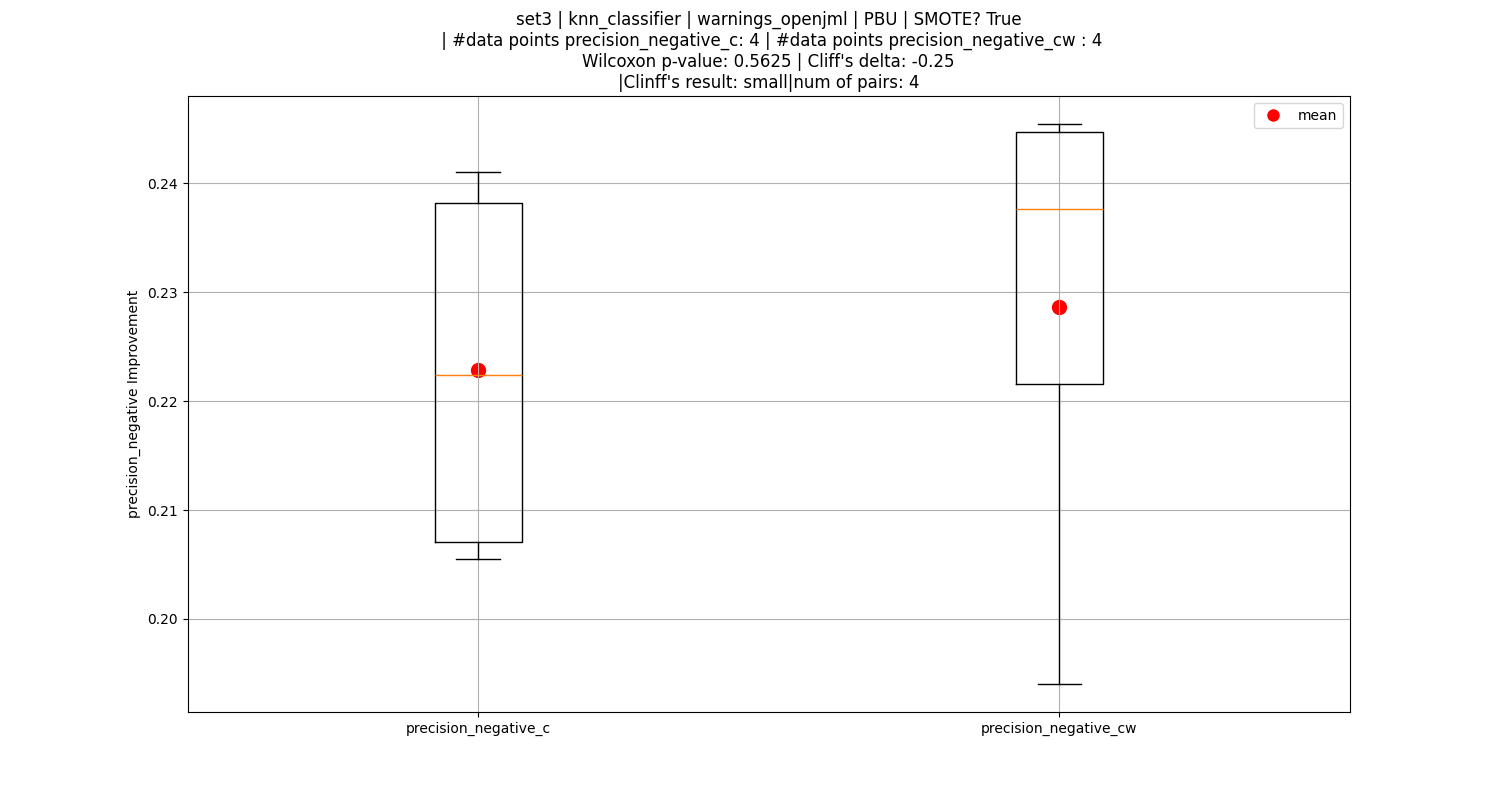 set3 | knn_classifier | warnings_openjml | PBU | SMOTE? True
| #data points precision_negative_c: 4 | #data points precision_negative_cw : 4
Wilcoxon p-value: 0.5625 | Cliff's delta: -0.25
|Clinff's result: small|num of pairs: 4
mean
0.24
0.23
0.22
0.21
0.20
precision_negative Improvement
precision_negative_c
precision_negative_cw